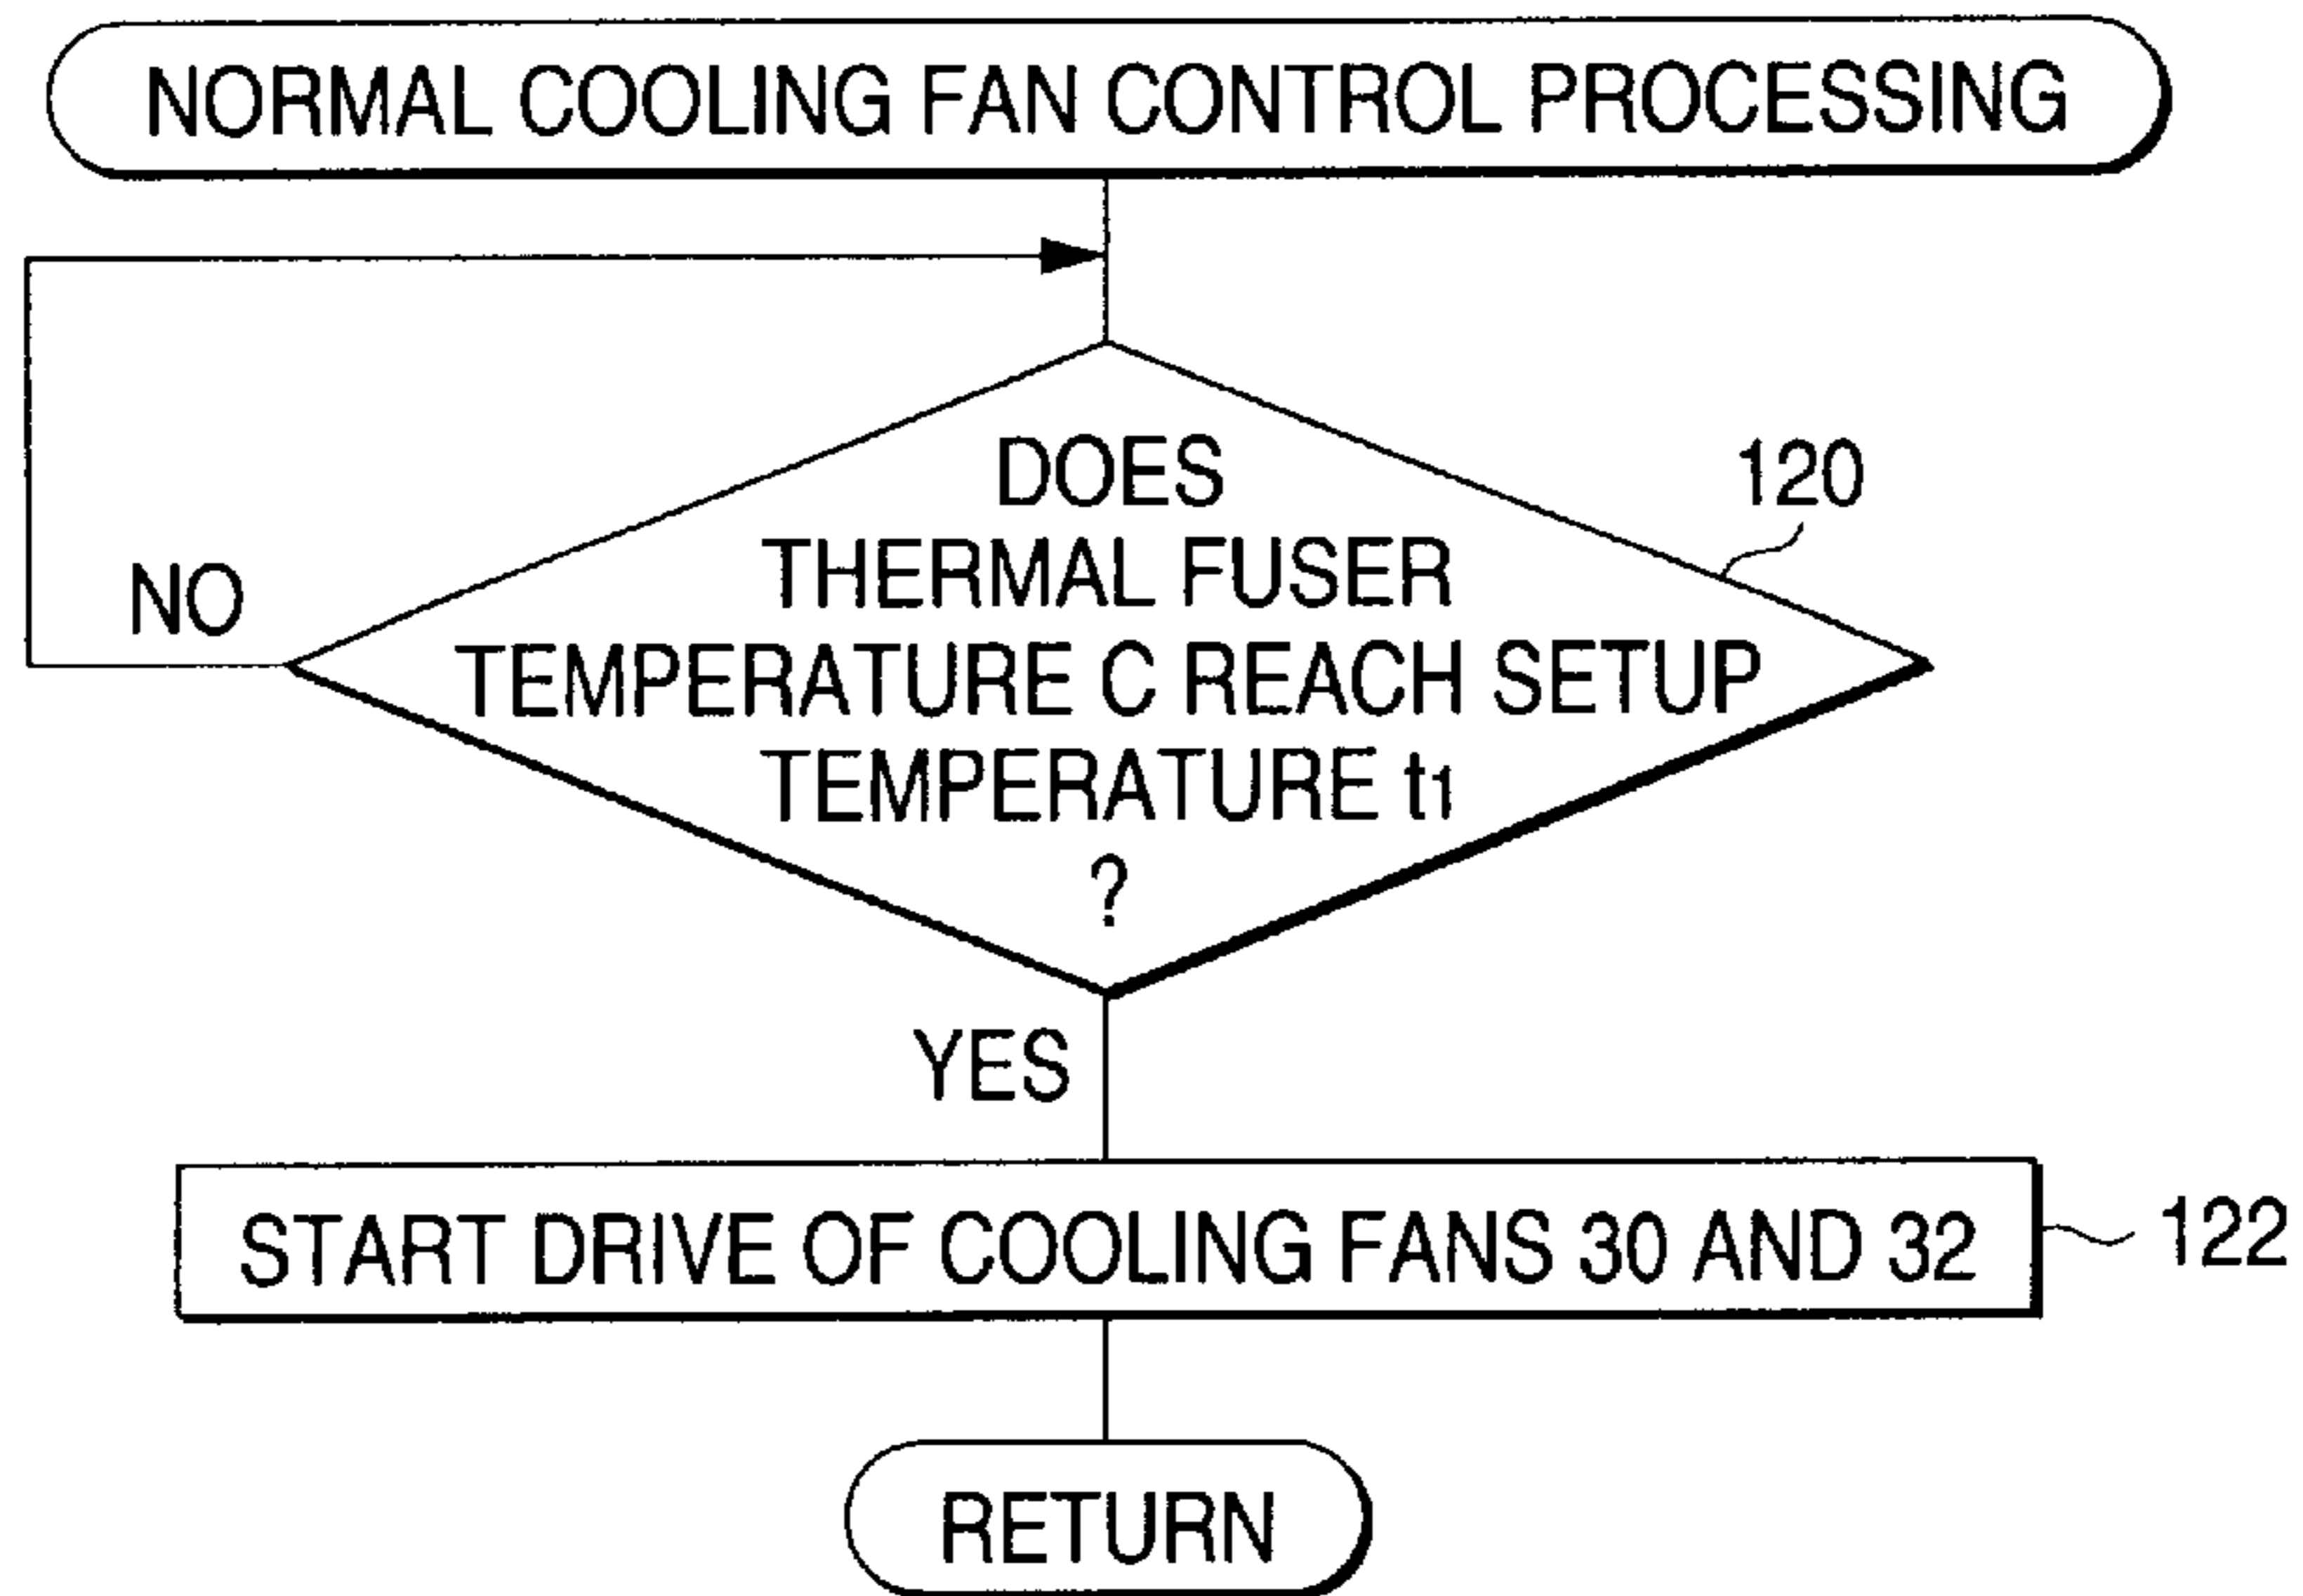 NORMAL COOLING FAN CONTROL PROCESSING
DOES
THERMAL FUSER
TEMPERATURE C REACH SETUP
TEMPERATURE t1
?
120
NO
YES
START DRIVE OF COOLING FANS 30 AND 32
122
RETURN